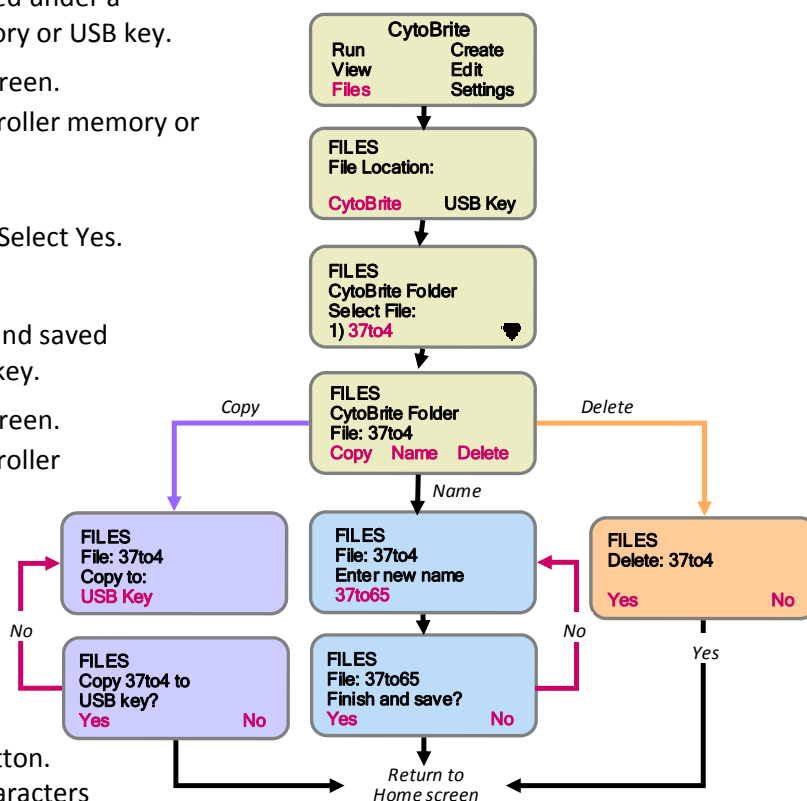 ed under a
ory or USB key.
reen.
roller memory or
Select Yes.
nd saved
key.
reen.
roller
tton.
aracters
CytoBrite
Run Create
View Edit
Files Settings
FILES
File Location:
CytoBrite USB Key
FILES
CytoBrite Folder
Select File:
1) 37to4
FILES
CytoBrite Folder
File: 37to4
Copy Name Delete
Copy
Name
Delete
FILES
File: 37to4
Copy to:
USB Key
No
FILES
Copy 37to4 to
USB key?
Yes No
FILES
File: 37to4
Enter new name
37to65
No
FILES
File: 37to65
Finish and save?
Yes No
FILES
Delete: 37to4
Yes No
Yes
Return to
Home screen